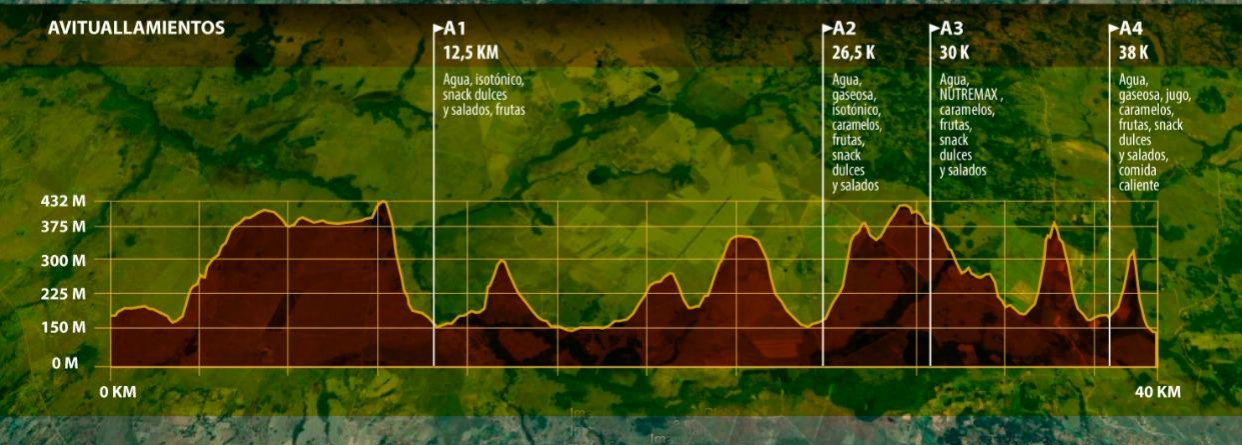 AVITUALLAMIENTOS
A1
12,5 KM
Agua, isotónico,
snack dulces
y salados, frutas
A2
26,5 K
Agua,
gaseosa,
isotónico,
caramelos,
frutas,
snack
dulces
y salados
A3
30 K
Agua,
NUTREMAX ,
caramelos,
frutas,
snack
dulces
y salados
A4
38 K
Agua,
gaseosa, jugo,
caramelos,
frutas, snack
dulces
y salados,
comida
caliente
432 M
375 M
300 M
225 M
150 M
0 M
0 KM
40 KM